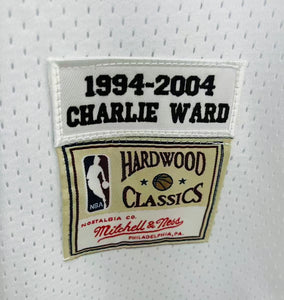 1994-2004
CHARLIE WARD
HARDWOOD
NBA
CLASSICS
NOSTALGIA CO.
Mitchell & Ness
PHILADELPHIA, PA.